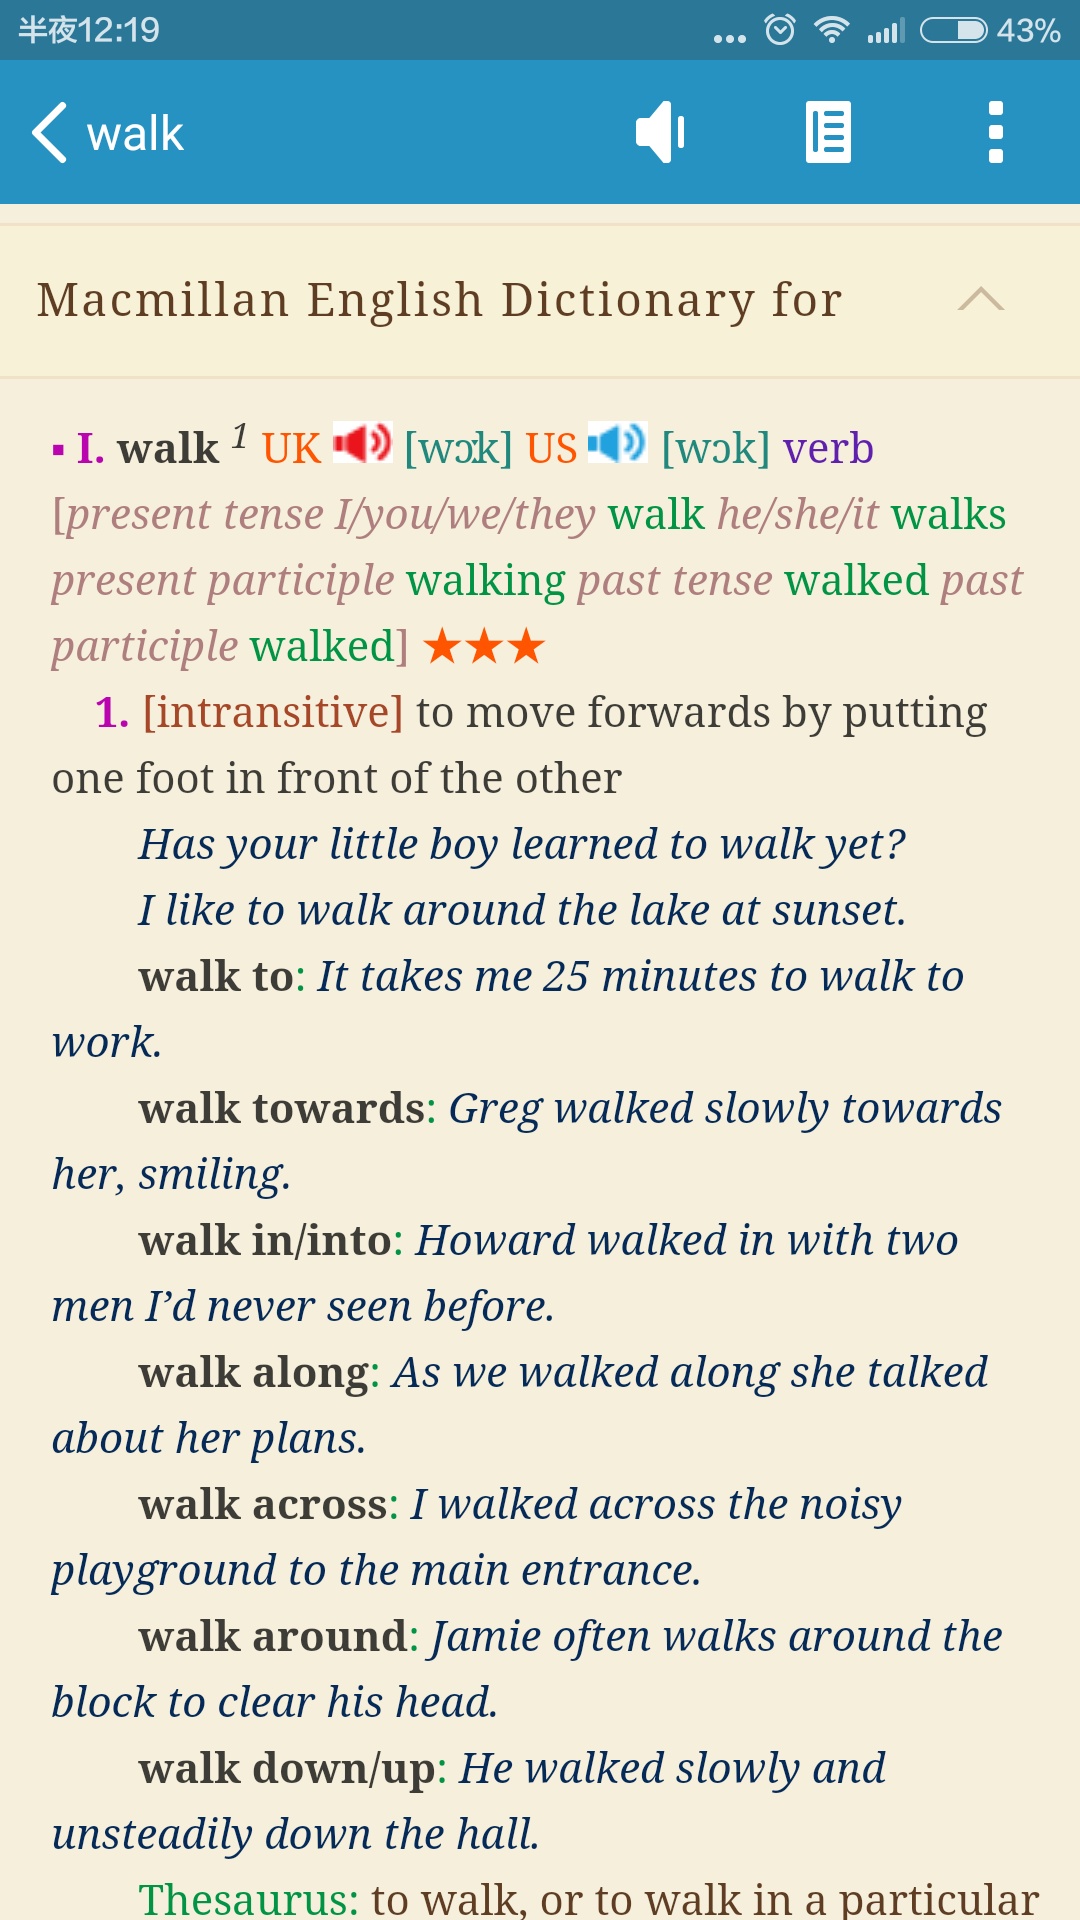 半夜12:19 43%
walk
Macmillan English Dictionary for
▪ I. walk 1 UK [wɔːk] US [wɔk] verb
[present tense I/you/we/they walk he/she/it walks
present participle walking past tense walked past
participle walked] ★★★
1. [intransitive] to move forwards by putting
one foot in front of the other
Has your little boy learned to walk yet?
I like to walk around the lake at sunset.
walk to: It takes me 25 minutes to walk to
work.
walk towards: Greg walked slowly towards
her, smiling.
walk in/into: Howard walked in with two
men I’d never seen before.
walk along: As we walked along she talked
about her plans.
walk across: I walked across the noisy
playground to the main entrance.
walk around: Jamie often walks around the
block to clear his head.
walk down/up: He walked slowly and
unsteadily down the hall.
Thesaurus: to walk, or to walk in a particular